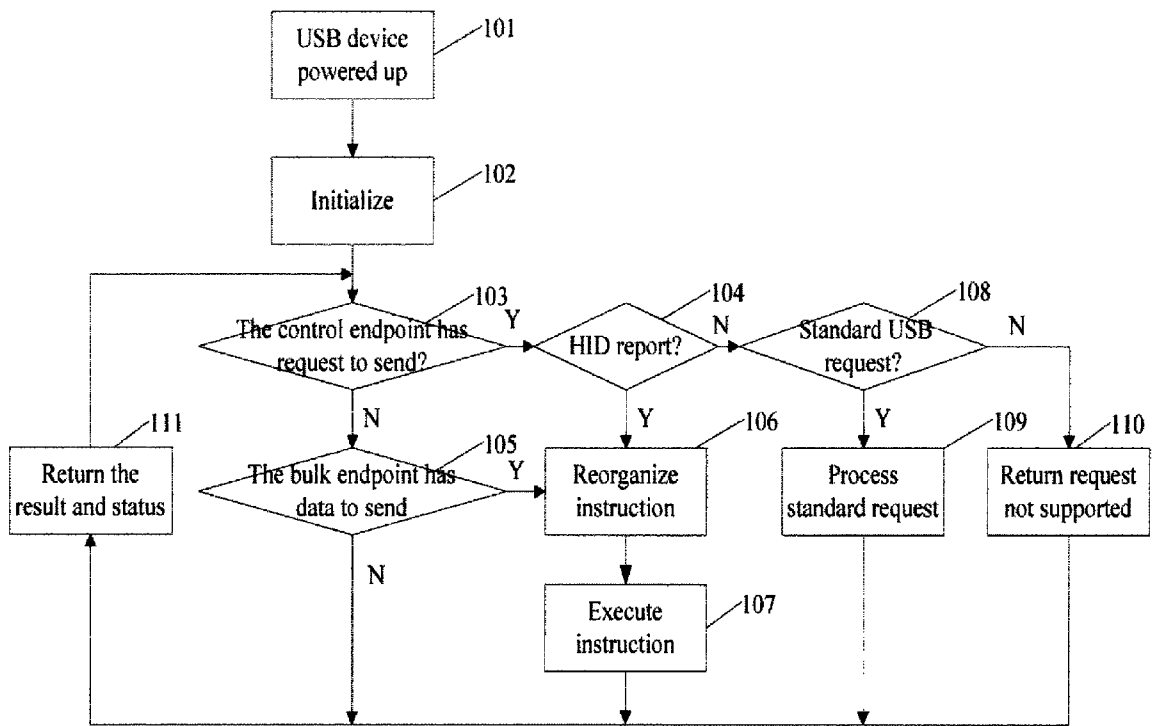 USB device
powered up
101
Initialize
102
The control endpoint has
request to send?
103
Y
HID report?
104
N
Standard USB
request?
108
N
N
Y
Y
111
Return the
result and status
The bulk endpoint has
data to send
105
Y
106
Reorganize
instruction
109
Process
standard request
110
Return request
not supported
N
Execute
instruction
107